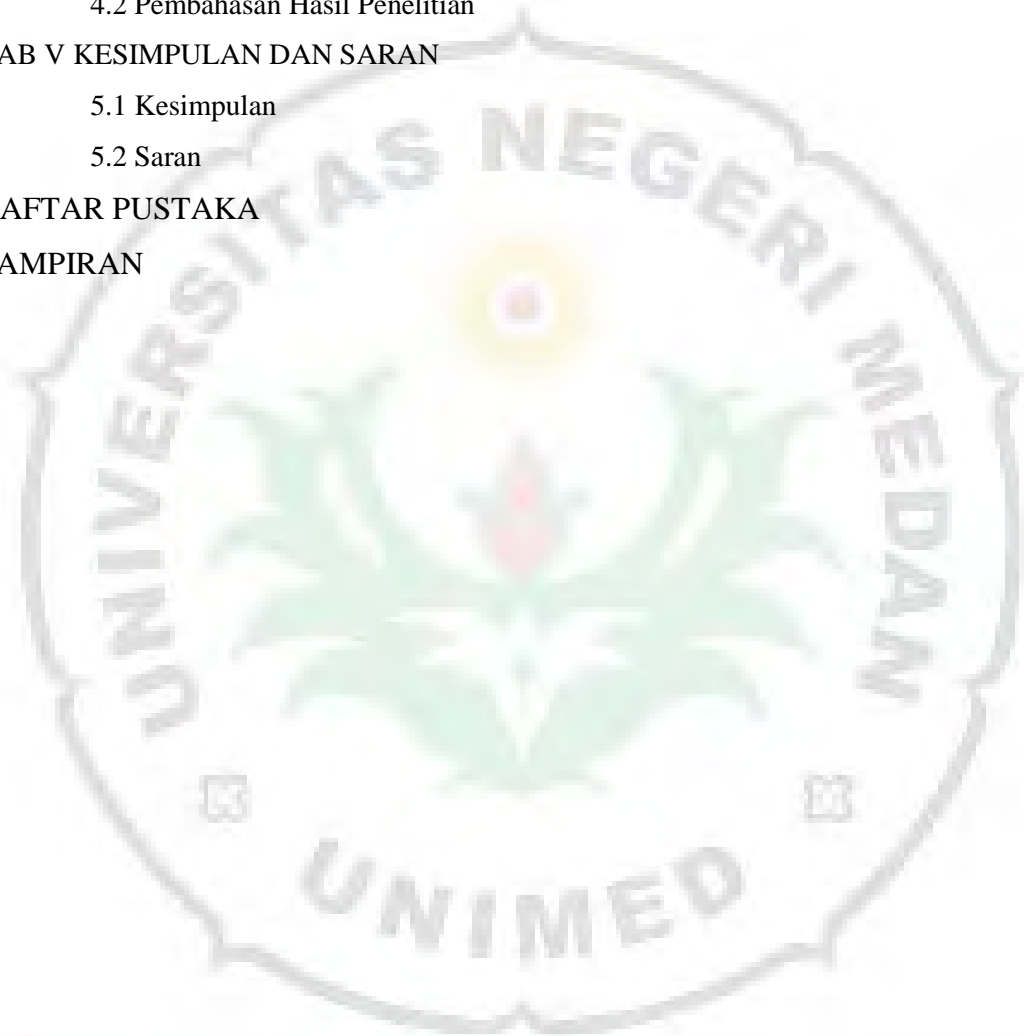 4.2 Pembahasan Hasil Penelitian
AB V KESIMPULAN DAN SARAN
5.1 Kesimpulan
5.2 Saran
AFTAR PUSTAKA
AMPIRAN
UNIVERSITAS NEGERI MEDAN
UNIMED